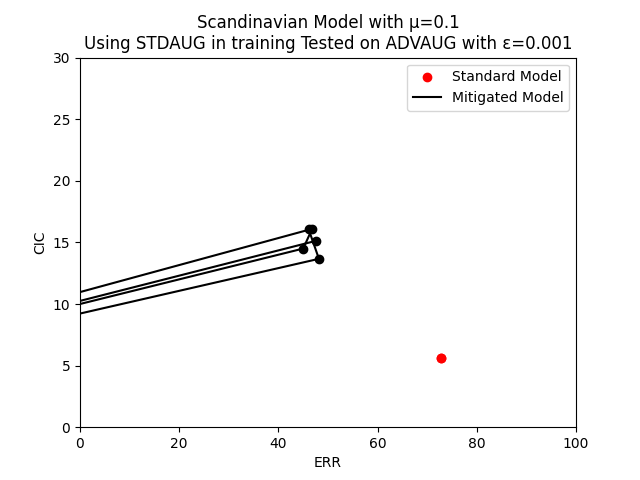 Scandinavian Model with μ=0.1
Using STDAUG in training Tested on ADVAUG with ε=0.001
Standard Model
Mitigated Model
30
25
20
15
10
5
0
CIC
0 20 40 60 80 100
ERR